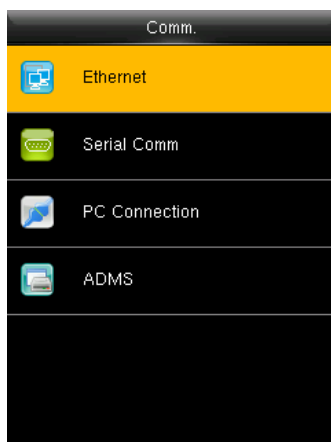 Comm.
Ethernet
Serial Comm
PC Connection
ADMS